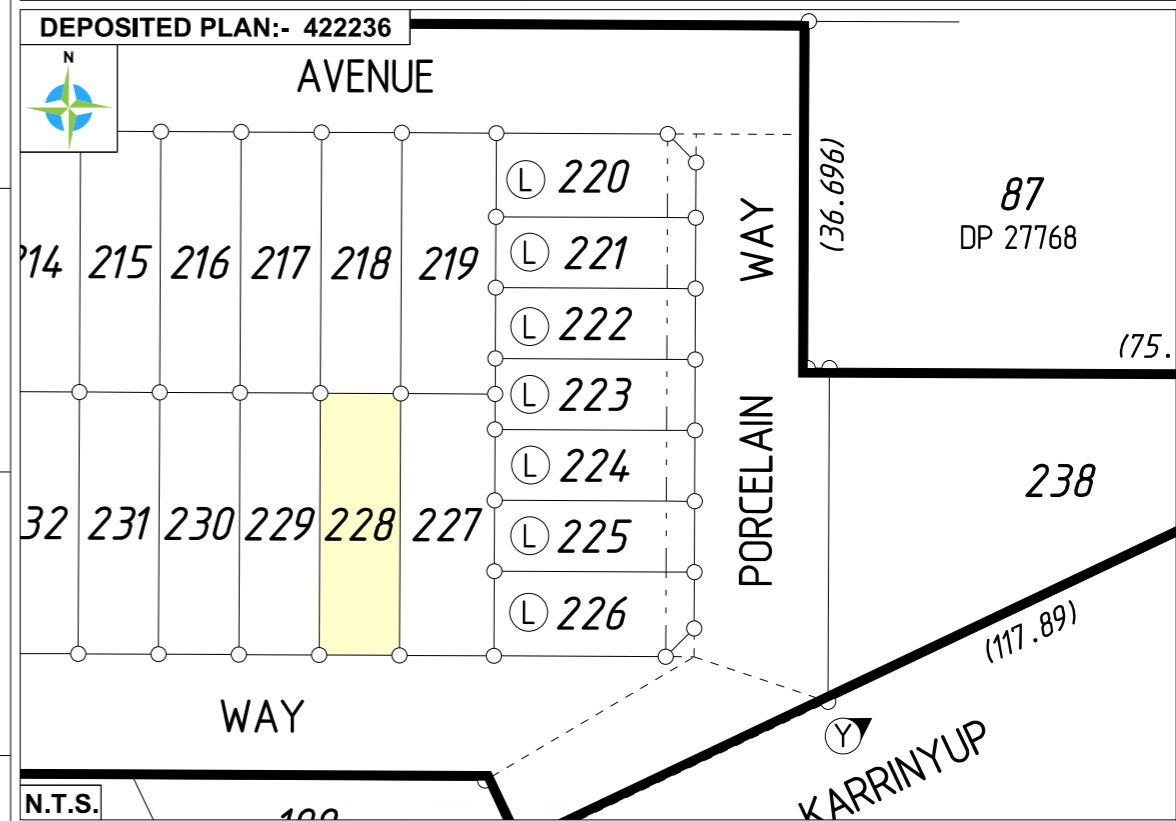 DEPOSITED PLAN:- 422236
N
AVENUE
(36.696)
87
DP 27768
(75.
WAY
PORCELAIN
L 220
L 221
L 222
L 223
L 224
L 225
L 226
215 216 217 218 219
231 230 229 228 227
32
238
(117.89)
Y
KARRINYUP
WAY
N.T.S.